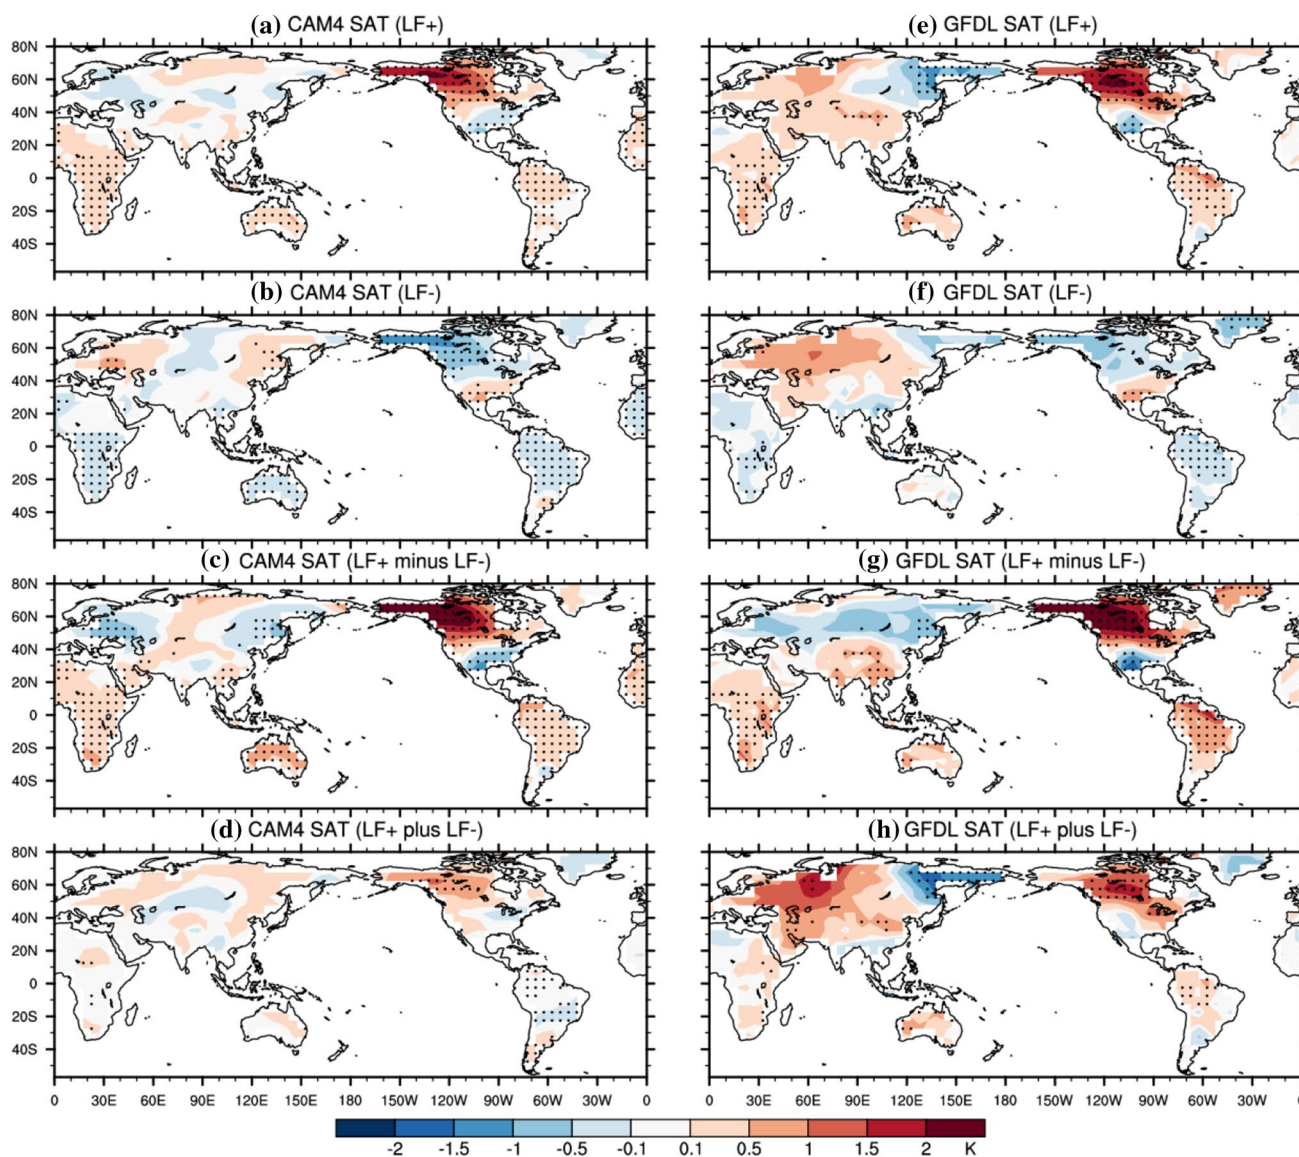 (a) CAM4 SAT (LF+)
(e) GFDL SAT (LF+)
80N
60N
40N
20N
0
20S
40S
(b) CAM4 SAT (LF-)
(f) GFDL SAT (LF-)
80N
60N
40N
20N
0
20S
40S
(c) CAM4 SAT (LF+ minus LF-)
(g) GFDL SAT (LF+ minus LF-)
80N
60N
40N
20N
0
20S
40S
(d) CAM4 SAT (LF+ plus LF-)
(h) GFDL SAT (LF+ plus LF-)
80N
60N
40N
20N
0
20S
40S
0 30E 60E 90E 120E 150E 180 150W 120W 90W 60W 30W 0
0 30E 60E 90E 120E 150E 180 150W 120W 90W 60W 30W 0
-2 -1.5 -1 -0.5 -0.1 0.1 0.5 1 1.5 2 K